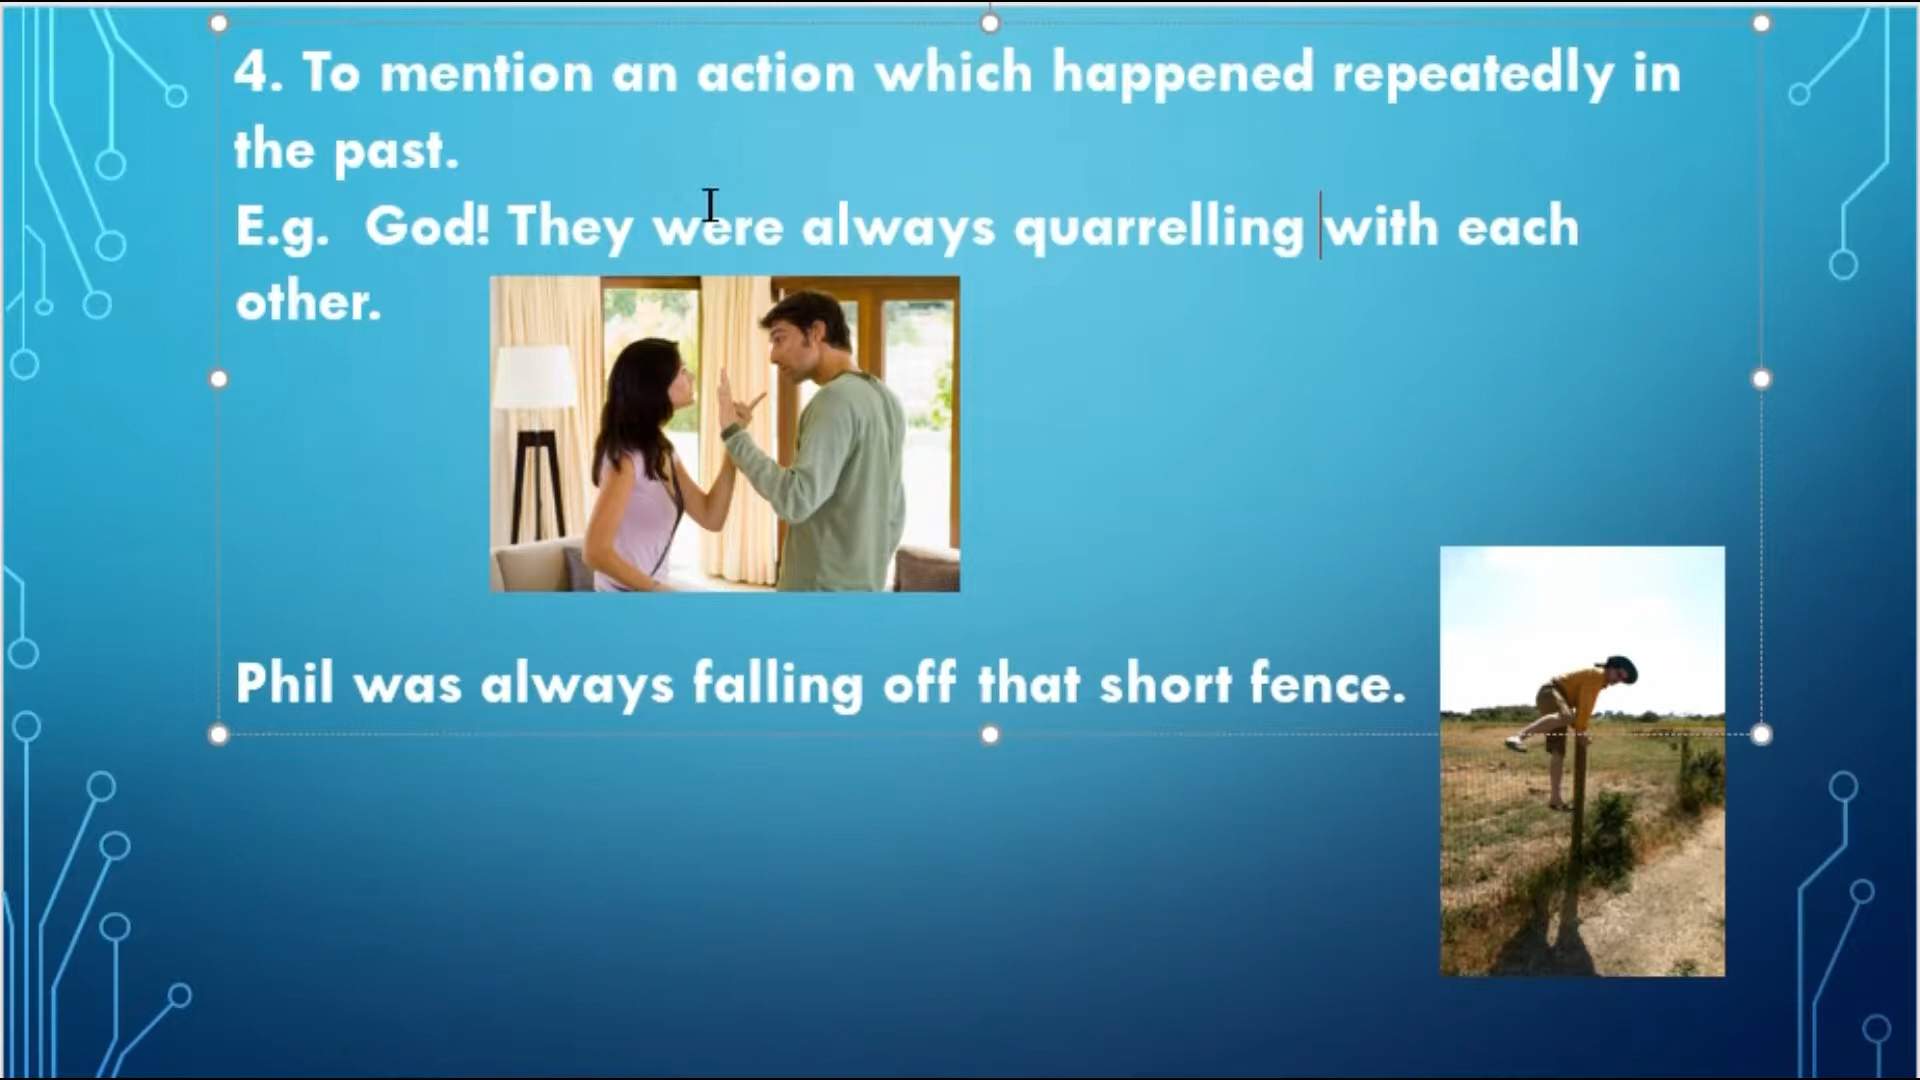 4. To mention an action which happened repeatedly in
the past.
E.g. God! They were always quarrelling with each
other.
Phil was always falling off that short fence.